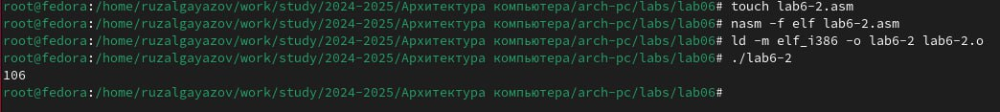 root@fedora:/home/ruzalgayazov/work/study/2024-2025/Архитектура компьютера/arch-pc/labs/lab06# touch lab6-2.asm
root@fedora:/home/ruzalgayazov/work/study/2024-2025/Архитектура компьютера/arch-pc/labs/lab06# nasm -f elf lab6-2.asm
root@fedora:/home/ruzalgayazov/work/study/2024-2025/Архитектура компьютера/arch-pc/labs/lab06# ld -m elf_i386 -o lab6-2 lab6-2.o
root@fedora:/home/ruzalgayazov/work/study/2024-2025/Архитектура компьютера/arch-pc/labs/lab06# ./lab6-2
106
root@fedora:/home/ruzalgayazov/work/study/2024-2025/Архитектура компьютера/arch-pc/labs/lab06#